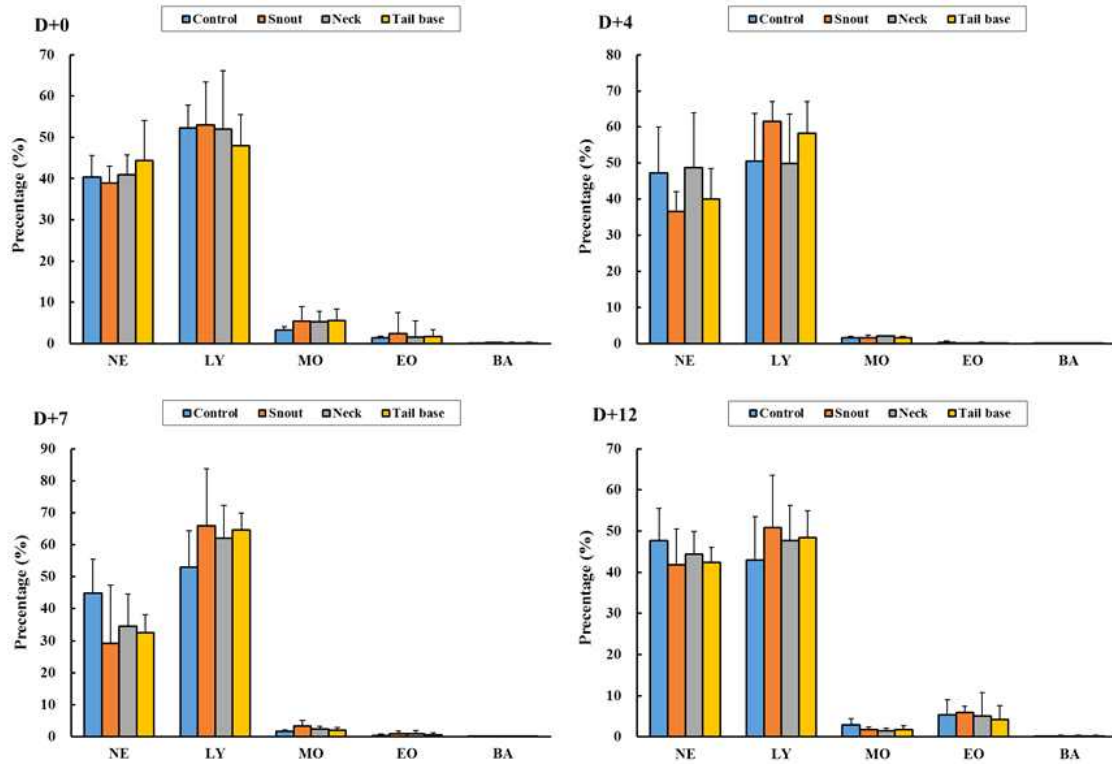 D+0
Control Snout Neck Tail base
Precentage (%)
70
60
50
40
30
20
10
0
NE LY MO EO BA
D+4
Control Snout Neck Tail base
Precentage (%)
80
70
60
50
40
30
20
10
0
NE LY MO EO BA
D+7
Control Snout Neck Tail base
Precentage (%)
90
80
70
60
50
40
30
20
10
0
NE LY MO EO BA
D+12
Control Snout Neck Tail base
Precentage (%)
70
60
50
40
30
20
10
0
NE LY MO EO BA